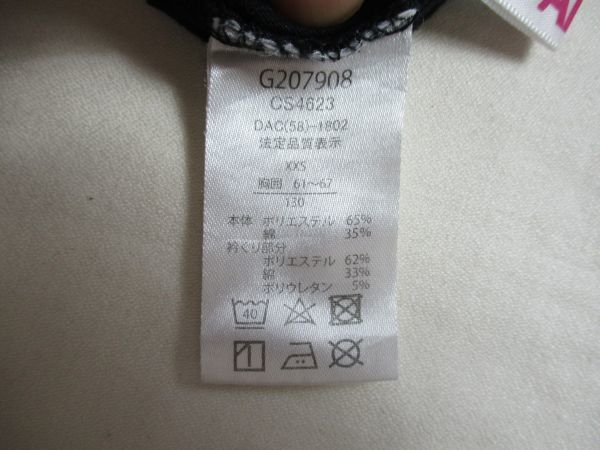 G207908
CS4623
DAC(58)-1802
法定品質表示
XXS
胸囲 61～67
130
本体 ポリエステル 65%
綿 35%
衿ぐり部分
ポリエステル 62%
綿 33%
ポリウレタン 5%
40